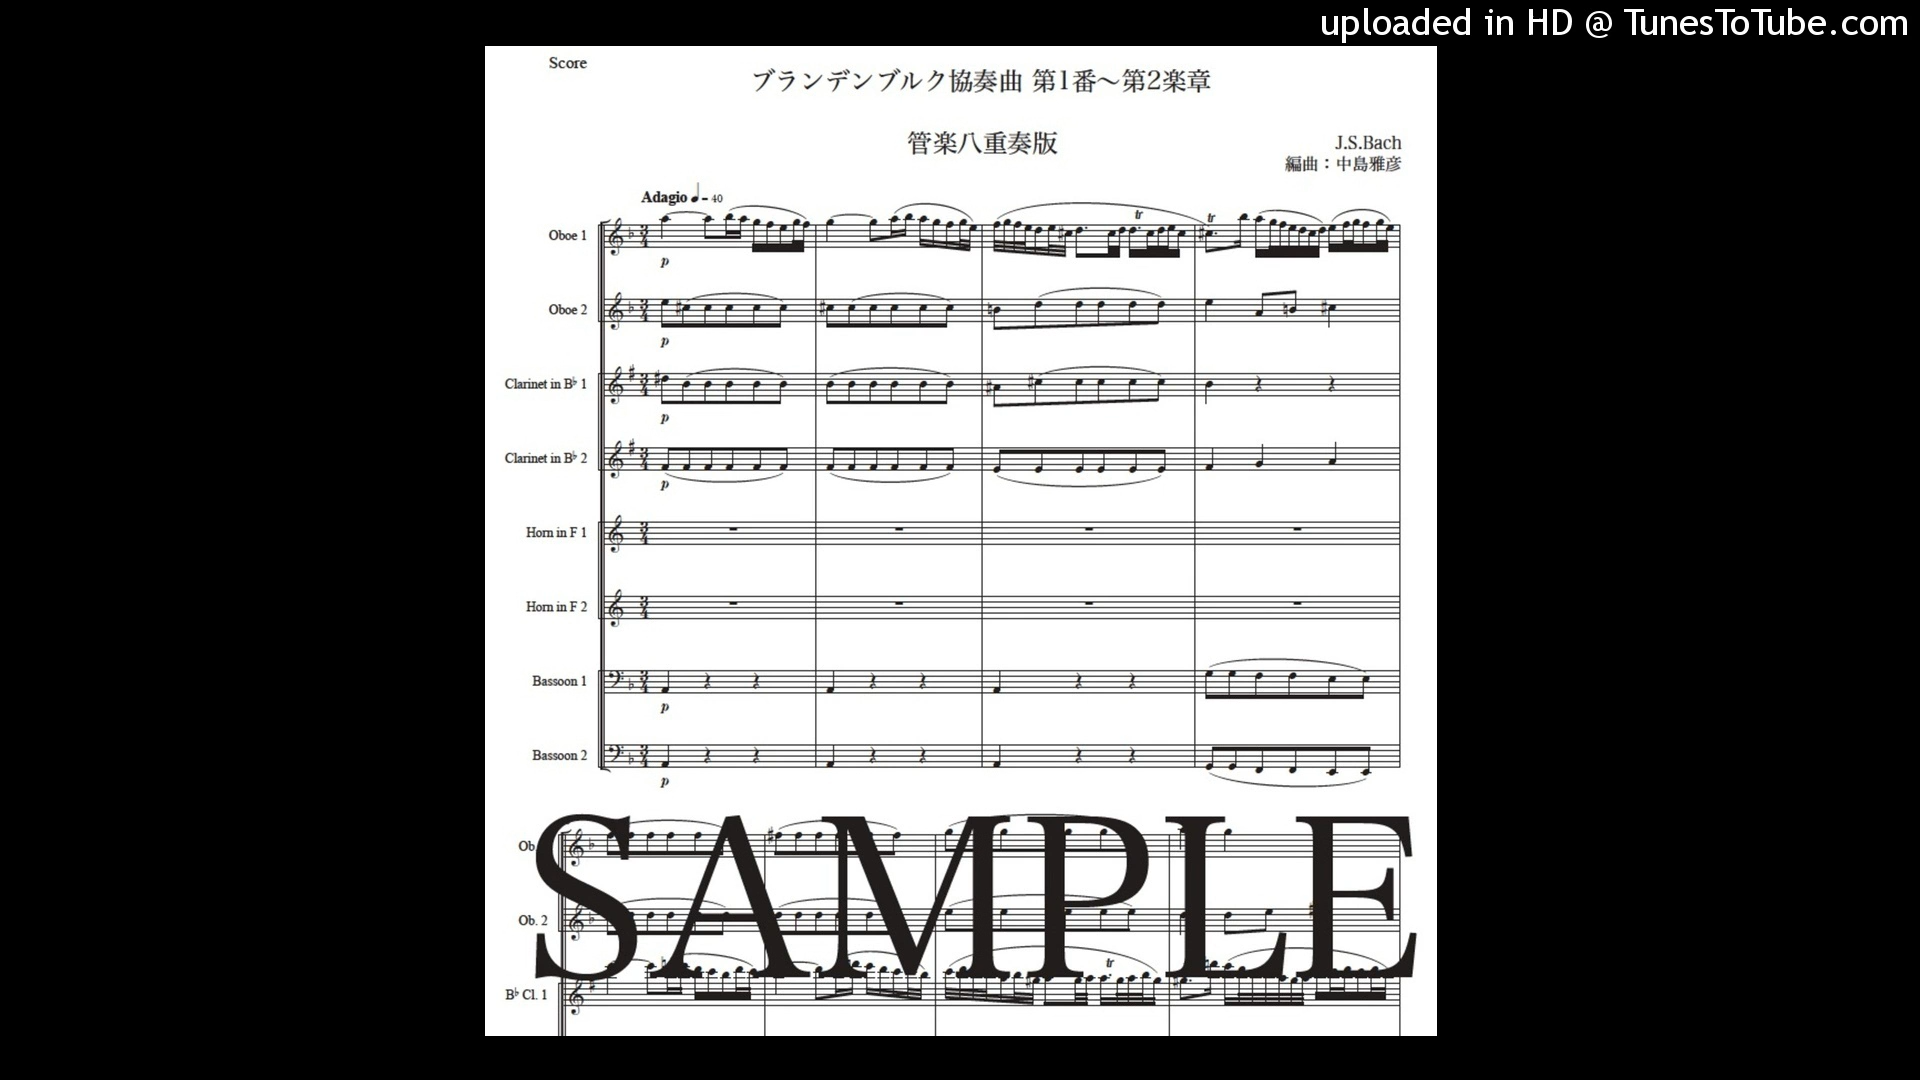 uploaded in HD @ TunesToTube.com
Score
ブランデンブルク協奏曲 第1番～第2楽章
管楽八重奏版
J.S.Bach
編曲：中島雅彦
Adagio ♩= 40
tr
tr
Oboe 1
p
Oboe 2
p
Clarinet in B♭ 1
p
Clarinet in B♭ 2
p
Horn in F 1
Horn in F 2
Bassoon 1
p
Bassoon 2
p
SAMPLE
Ob.
Ob. 2
tr
B♭ Cl. 1